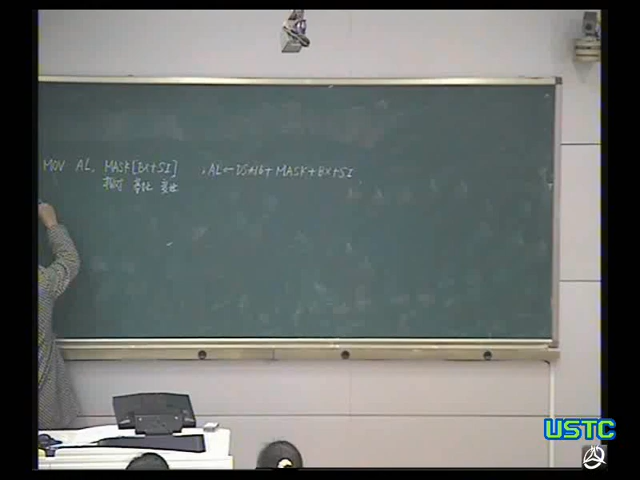 MOV AL, MASK[BX+SI] ,AL←DS*16+MASK+BX+SI
相对 基址 变址
USTC